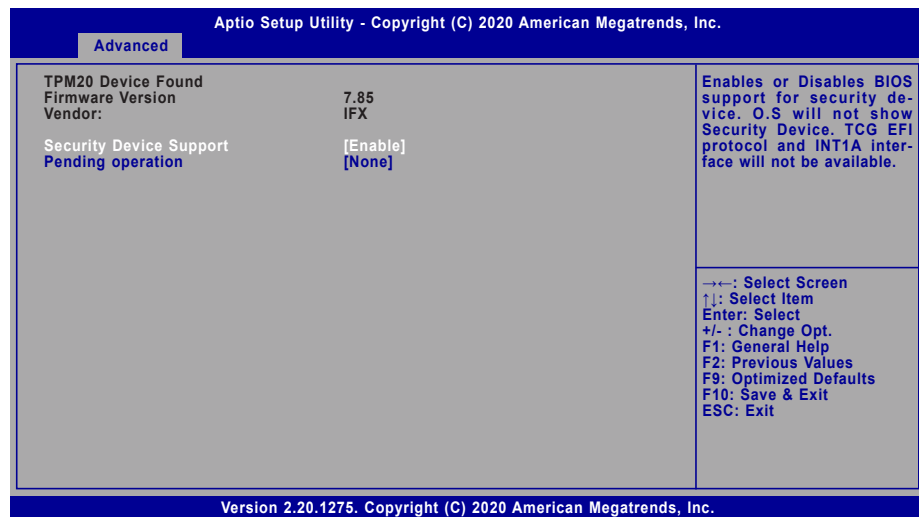 Aptio Setup Utility - Copyright (C) 2020 American Megatrends, Inc.
Advanced
TPM20 Device Found
Firmware Version 7.85
Vendor: IFX
Security Device Support [Enable]
Pending operation [None]
Enables or Disables BIOS
support for security de-
vice. O.S will not show
Security Device. TCG EFI
protocol and INT1A inter-
face will not be available.
→←: Select Screen
↑↓: Select Item
Enter: Select
+/- : Change Opt.
F1: General Help
F2: Previous Values
F9: Optimized Defaults
F10: Save & Exit
ESC: Exit
Version 2.20.1275. Copyright (C) 2020 American Megatrends, Inc.